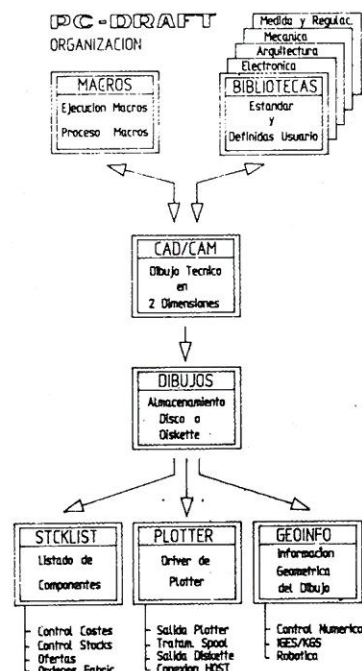 PC-DRAFT
ORGANIZACION
Medida y Regulac.
Mecanica
Arquitectura
Electronica
MACROS
Ejecucion Macros
Proceso Macros
BIBLIOTECAS
Estandar
y
Definidas Usuario
CAD/CAM
Dibujo Tecnico
en
2 Dimensiones
DIBUJOS
Almacenamiento
Disco o
Diskette
STCKLIST
Listado de
Componentes
Control Costes
Control Stocks
Ofertas
Ordenes Fabric.
PLOTTER
Driver de
Plotter
Salida Plotter
Tratam. Spool
Salida Diskette
Conexion HOST
GEOINFO
Informacion
Geometrica
del Dibujo
Control Numerico
IGES/KGS
Robotica